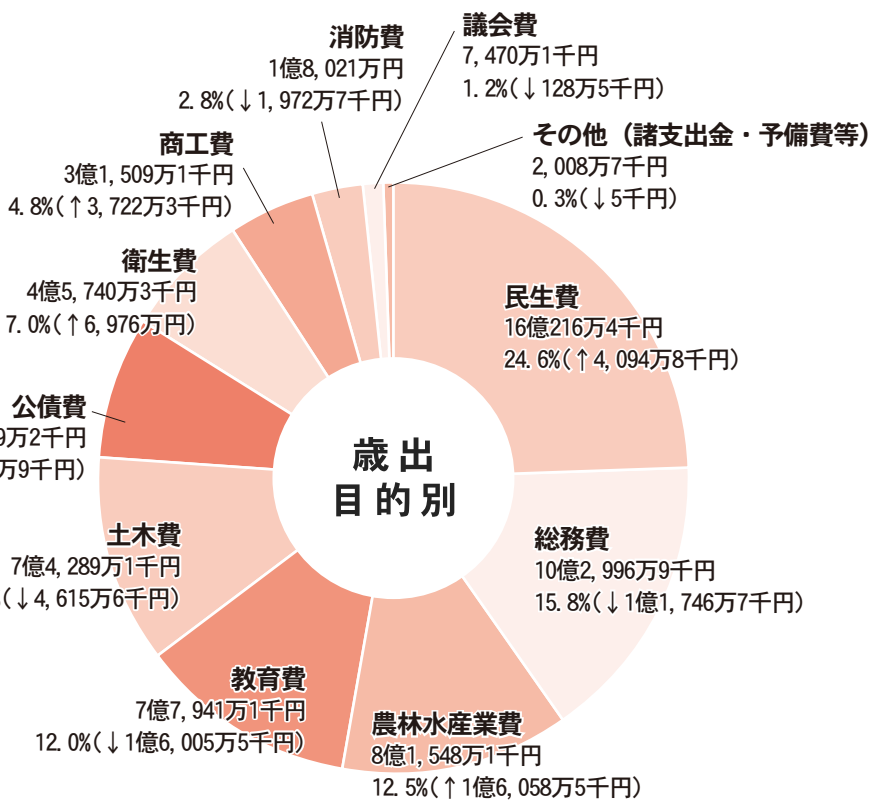 議会費
7,470万1千円
1.2%(↓128万5千円)
消防費
1億8,021万円
2.8%(↓1,972万7千円)
その他（諸支出金・予備費等）
2,008万7千円
0.3%(↓5千円)
商工費
3億1,509万1千円
4.8%(↑3,722万3千円)
衛生費
4億5,740万3千円
7.0%(↑6,976万円)
民生費
16億216万4千円
24.6%(↑4,094万8千円)
公債費
9万2千円
万9千円)
歳出
目的別
土木費
7億4,289万1千円
(↓4,615万6千円)
総務費
10億2,996万9千円
15.8%(↓1億1,746万7千円)
教育費
7億7,941万1千円
12.0%(↓1億6,005万5千円)
農林水産業費
8億1,548万1千円
12.5%(↑1億6,058万5千円)